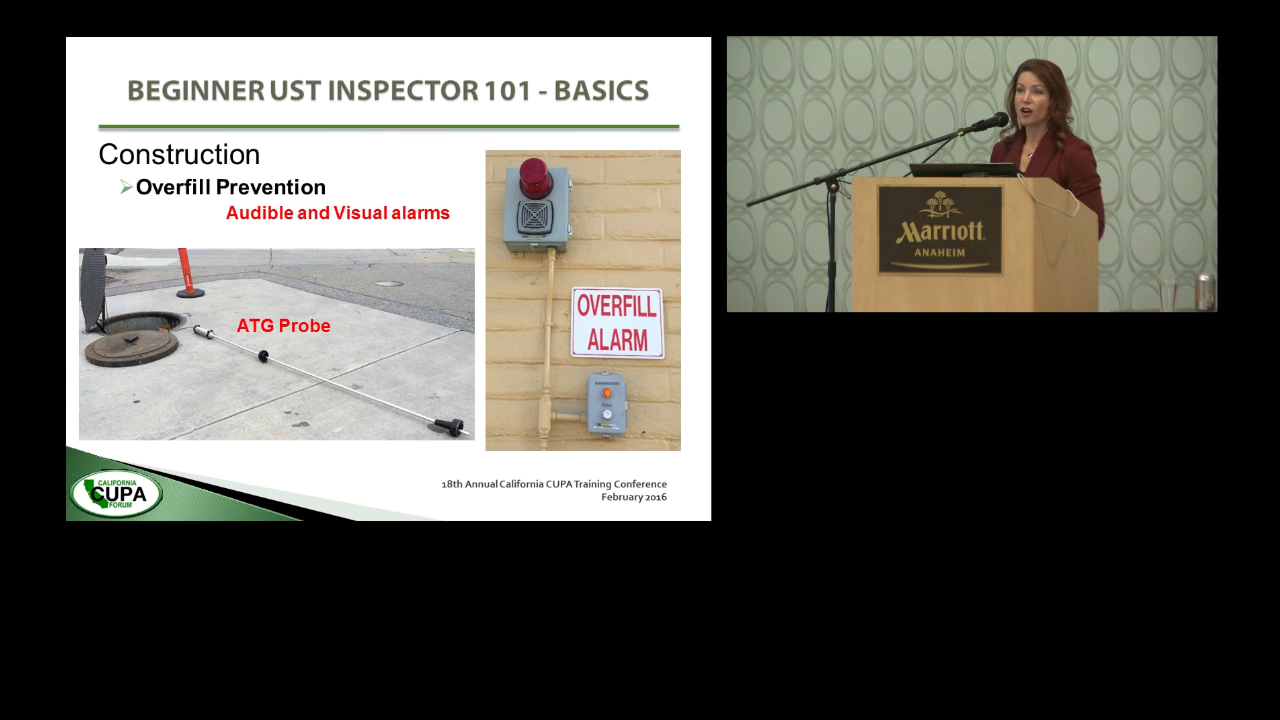 BEGINNER UST INSPECTOR 101 - BASICS
Construction
Overfill Prevention
Audible and Visual alarms
ATG Probe
OVERFILL
ALARM
18th Annual California CUPA Training Conference
February 2016
CALIFORNIA
CUPA
FORUM
Marriott
ANAHEIM